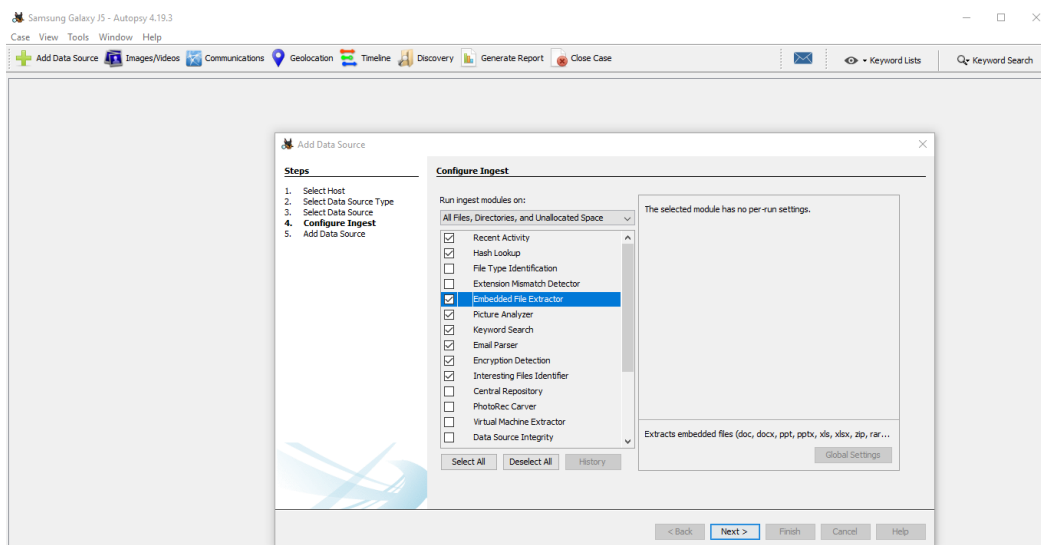 Samsung Galaxy J5 - Autopsy 4.19.3
Case View Tools Window Help
Add Data Source Images/Videos Communications Geolocation Timeline Discovery Generate Report Close Case Keyword Lists Keyword Search
Add Data Source
Steps
1. Select Host
2. Select Data Source Type
3. Select Data Source
4. Configure Ingest
5. Add Data Source
Configure Ingest
Run ingest modules on:
All Files, Directories, and Unallocated Space
Recent Activity
Hash Lookup
File Type Identification
Extension Mismatch Detector
Embedded File Extractor
Picture Analyzer
Keyword Search
Email Parser
Encryption Detection
Interesting Files Identifier
Central Repository
PhotoRec Carver
Virtual Machine Extractor
Data Source Integrity
Select All Deselect All History
The selected module has no per-run settings.
Extracts embedded files (doc, docx, ppt, pptx, xls, xlsx, zip, rar...
Global Settings
< Back Next > Finish Cancel Help